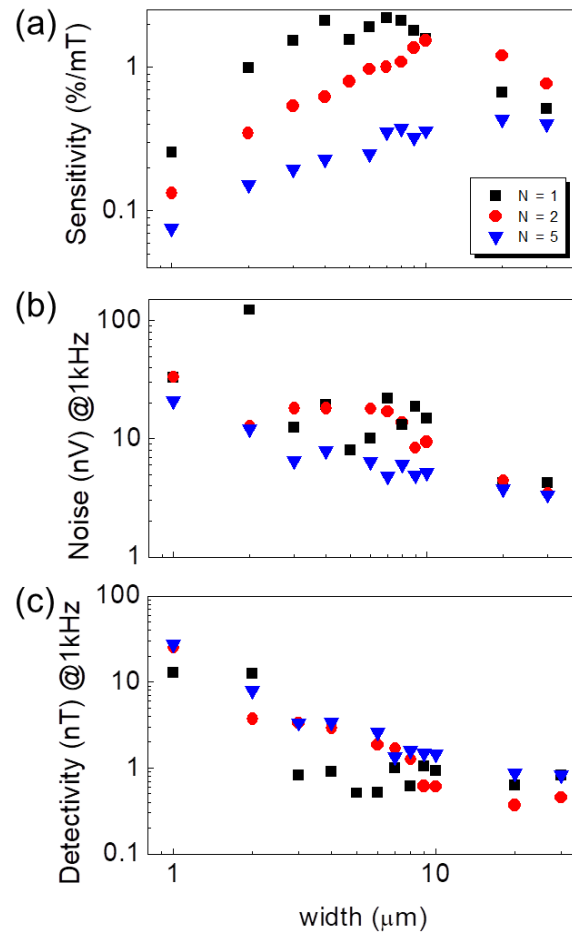 (a)
Sensitivity (%/mT)
1
0.1
N = 1
N = 2
N = 5
(b)
Noise (nV) @1kHz
100
10
1
(c)
Detectivity (nT) @1kHz
100
10
1
0.1
1
10
width (μm)